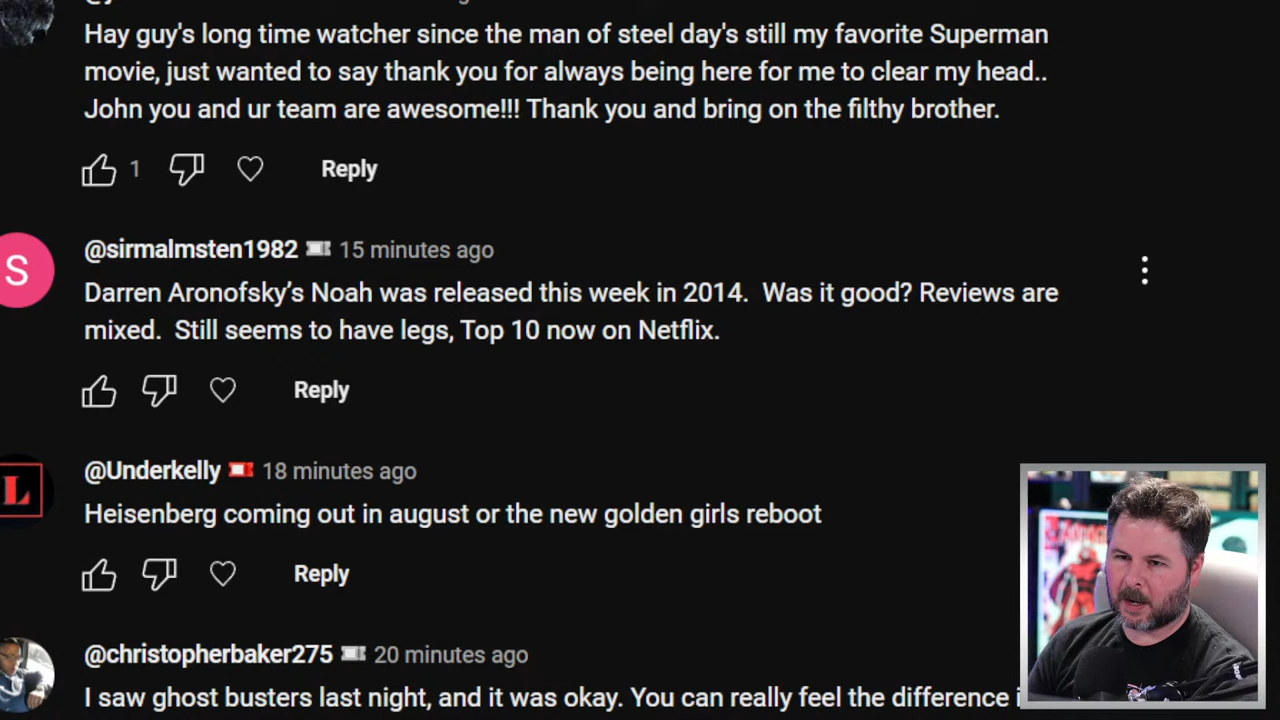 Hay guy's long time watcher since the man of steel day's still my favorite Superman
movie, just wanted to say thank you for always being here for me to clear my head..
John you and ur team are awesome!!! Thank you and bring on the filthy brother.
1 Reply
S @sirmalmsten1982 15 minutes ago
Darren Aronofsky’s Noah was released this week in 2014.  Was it good? Reviews are
mixed.  Still seems to have legs, Top 10 now on Netflix.
Reply
L @Underkelly 18 minutes ago
Heisenberg coming out in august or the new golden girls reboot
Reply
@christopherbaker275 20 minutes ago
I saw ghost busters last night, and it was okay. You can really feel the difference